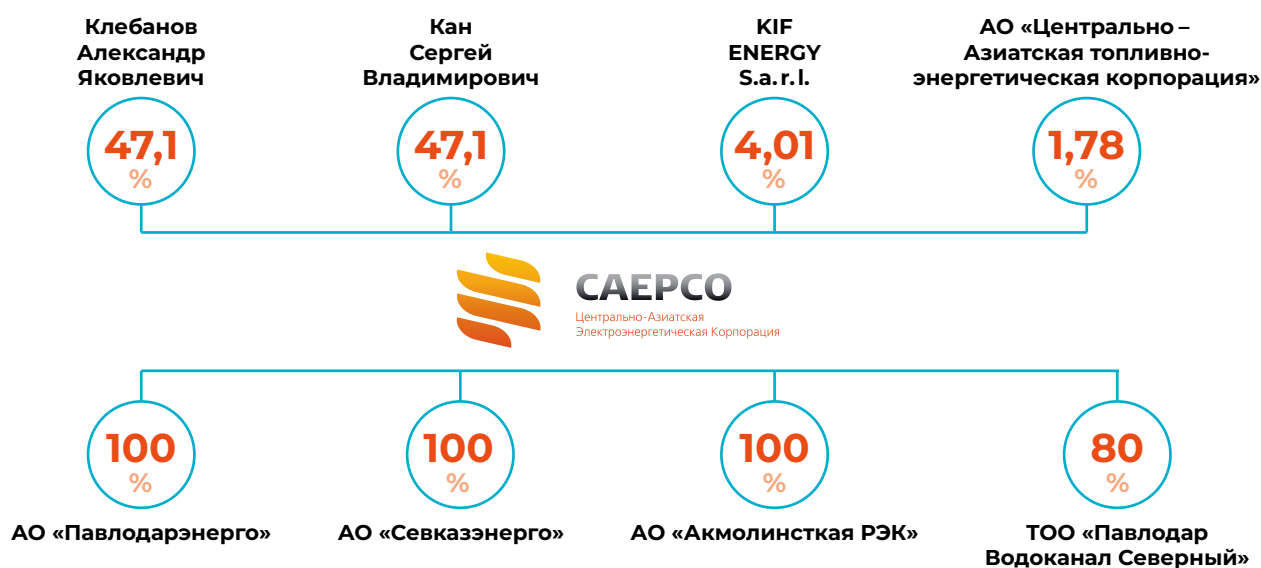 Клебанов
Александр
Яковлевич
Кан
Сергей
Владимирович
KIF
ENERGY
S.a.r.l.
АО «Центрально –
Азиатская топливно-
энергетическая корпорация»
47,1
%
47,1
%
4,01
%
1,78
%
CAEPCO
Центрально-Азиатская
Электроэнергетическая Корпорация
100
%
100
%
100
%
80
%
АО «Павлодарэнерго»
АО «Севказэнерго»
АО «Акмолинсткая РЭК»
ТОО «Павлодар
Водоканал Северный»